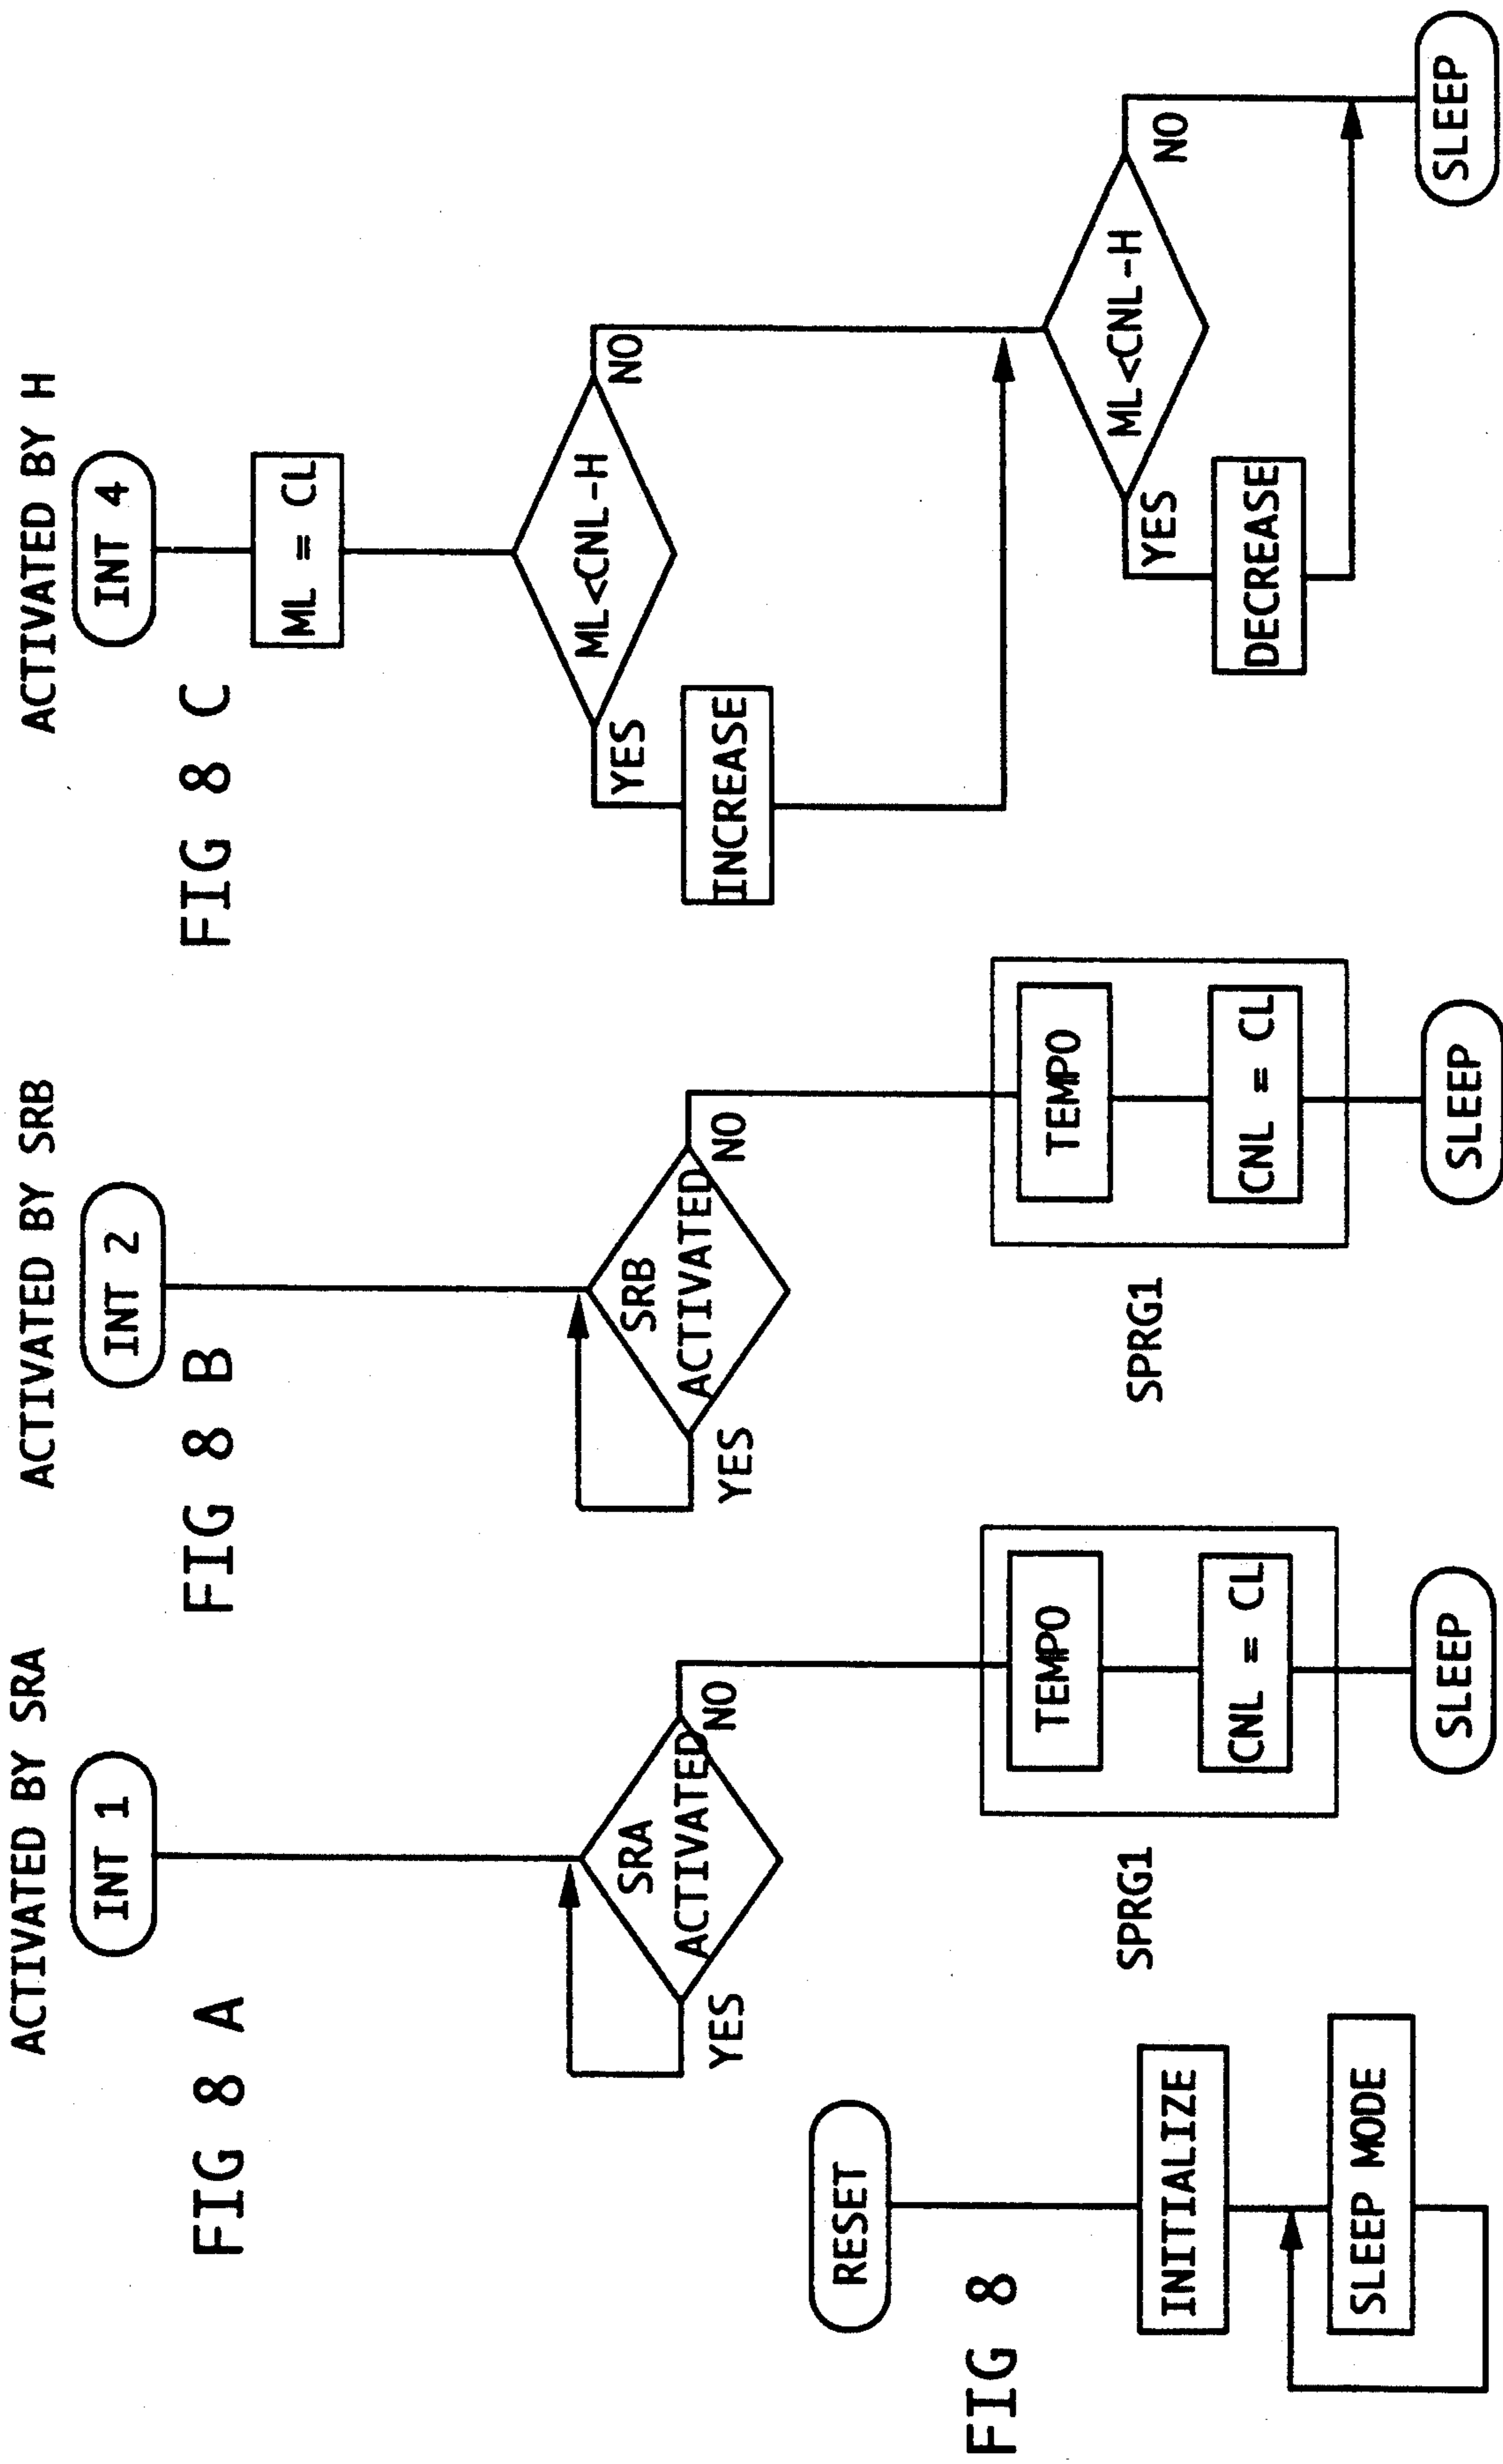 ACTIVATED BY SRA
INT 1
FIG 8 A
SRA
ACTIVATED
YES
NO
TEMPO
CNL = CL
SPRG1
SLEEP
RESET
FIG 8
INITIALIZE
SLEEP MODE
ACTIVATED BY SRB
INT 2
FIG 8 B
SRB
ACTIVATED
YES
NO
TEMPO
CNL = CL
SPRG1
SLEEP
ACTIVATED BY H
INT 4
FIG 8 C
ML = CL
ML<CNL-H
YES
NO
INCREASE
ML<CNL-H
YES
NO
DECREASE
SLEEP